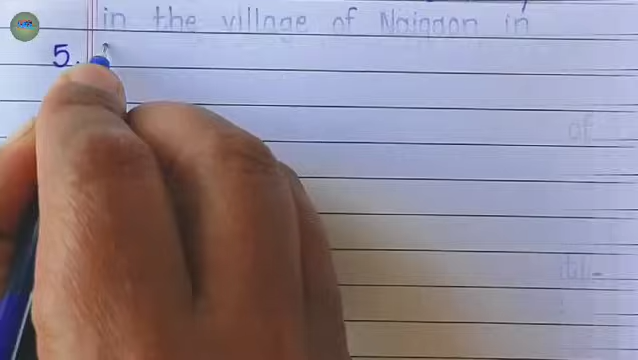 in the village of Naigaon in
5.